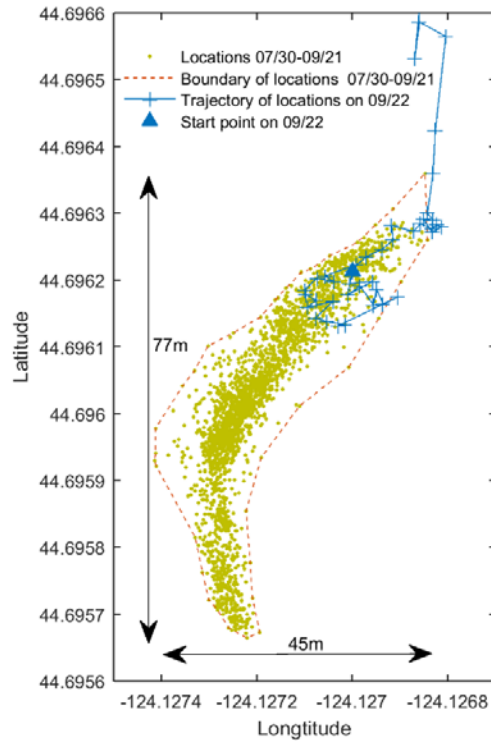 44.6966
Locations 07/30-09/21
44.6965
Boundary of locations 07/30-09/21
Trajectory of locations on 09/22
Start point on 09/22
44.6964
44.6963
44.6962
Latitude
77m
44.6961
44.696
44.6959
44.6958
44.6957
45m
44.6956
-124.1274 -124.1272 -124.127 -124.1268
Longtitude